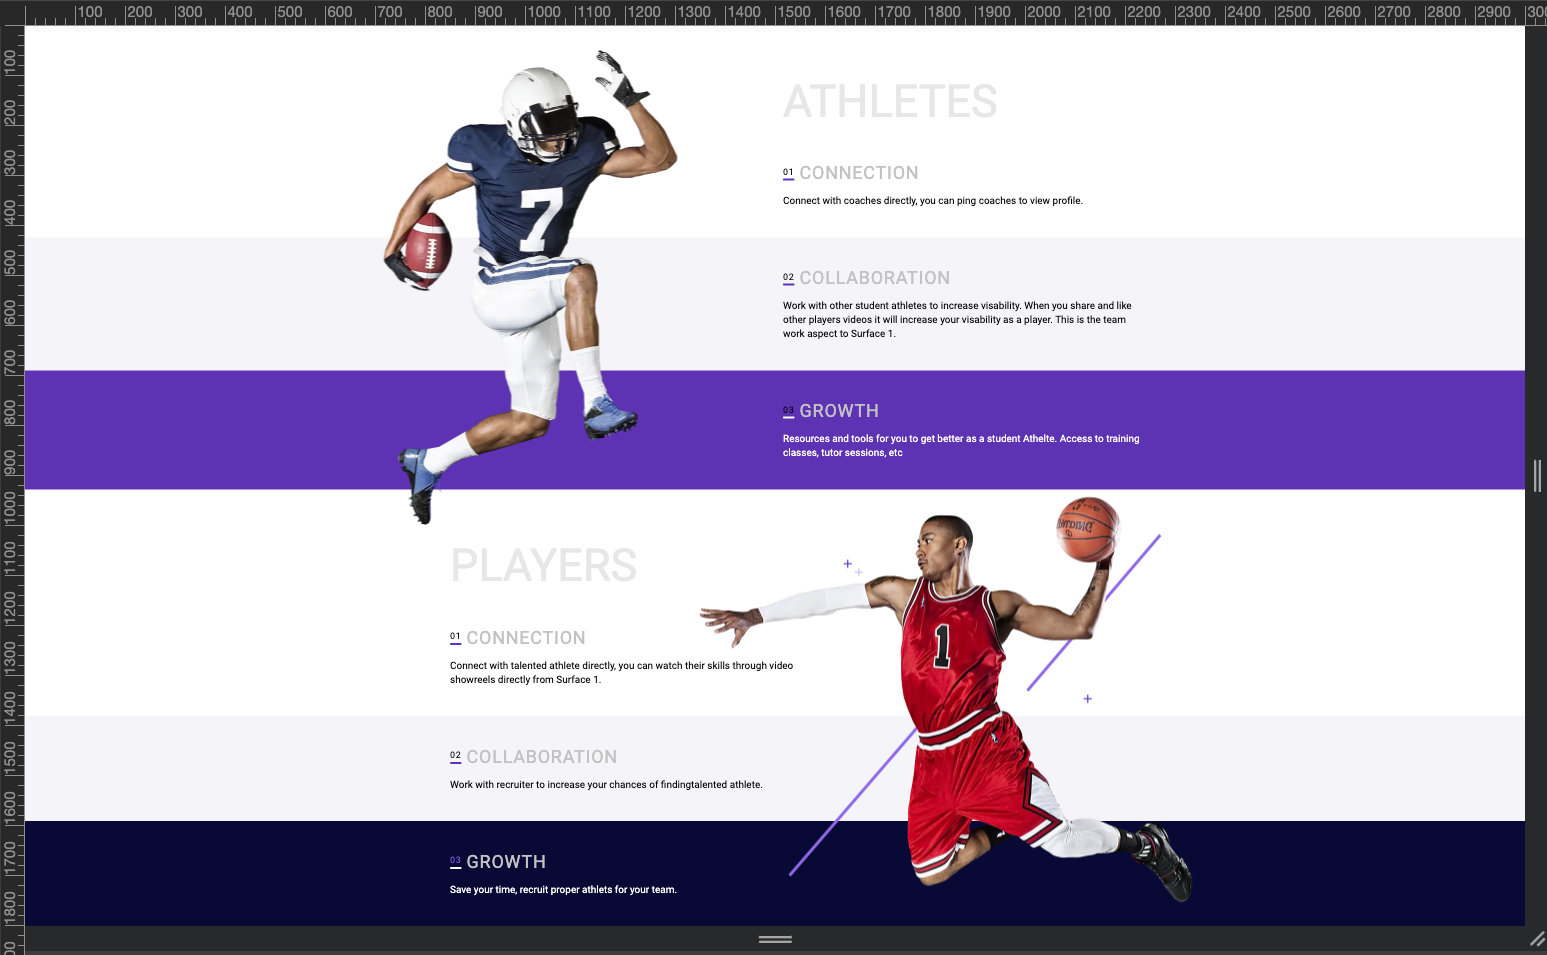 100 200 300 400 500 600 700 800 900 1000 1100 1200 1300 1400 1500 1600 1700 1800 1900 2000 2100 2200 2300 2400 2500 2600 2700 2800 2900
100
200
300
400
500
600
700
800
900
1000
1100
1200
1300
1400
1500
1600
1700
1800
ATHLETES
01 CONNECTION
Connect with coaches directly, you can ping coaches to view profile.
7
02 COLLABORATION
Work with other student athletes to increase visability. When you share and like
other players videos it will increase your visability as a player. This is the team
work aspect to Surface 1.
03 GROWTH
Resources and tools for you to get better as a student Athelte. Access to training
classes, tutor sessions, etc
SPALDING
PLAYERS
1
01 CONNECTION
Connect with talented athlete directly, you can watch their skills through video
showreels directly from Surface 1.
02 COLLABORATION
Work with recruiter to increase your chances of findingtalented athlete.
03 GROWTH
Save your time, recruit proper athlets for your team.